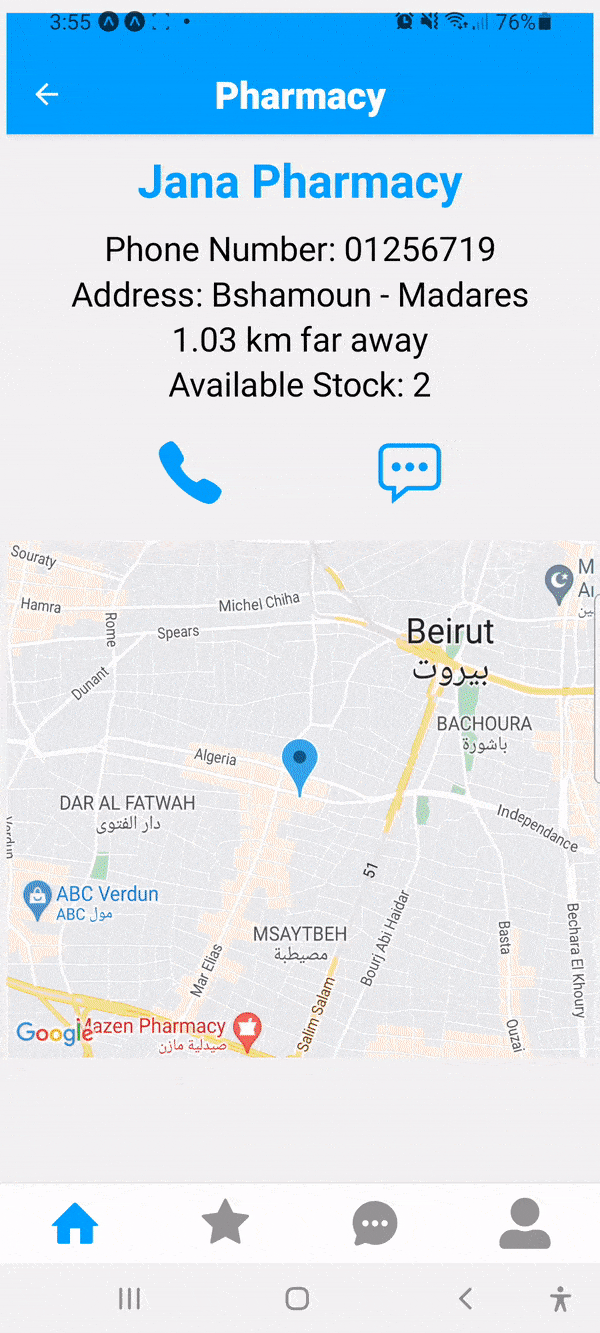 3:55
76%
Pharmacy
Jana Pharmacy
Phone Number: 01256719
Address: Bshamoun - Madares
1.03 km far away
Available Stock: 2
Souraty
Hamra
Rome
Michel Chiha
Spears
Dunant
Beirut
بيروت
M
BACHOURA
باشورة
Algeria
DAR AL FATWAH
دار الفتوى
Independance
Verdun
51
ABC Verdun
ABC مول
MSAYTBEH
مصيطبة
Mar Elias
Bourj Abi Haidar
Basta
Bechara El Khoury
Salim Salam
Ouzai
Google
Mazen Pharmacy
صيدلية مازن